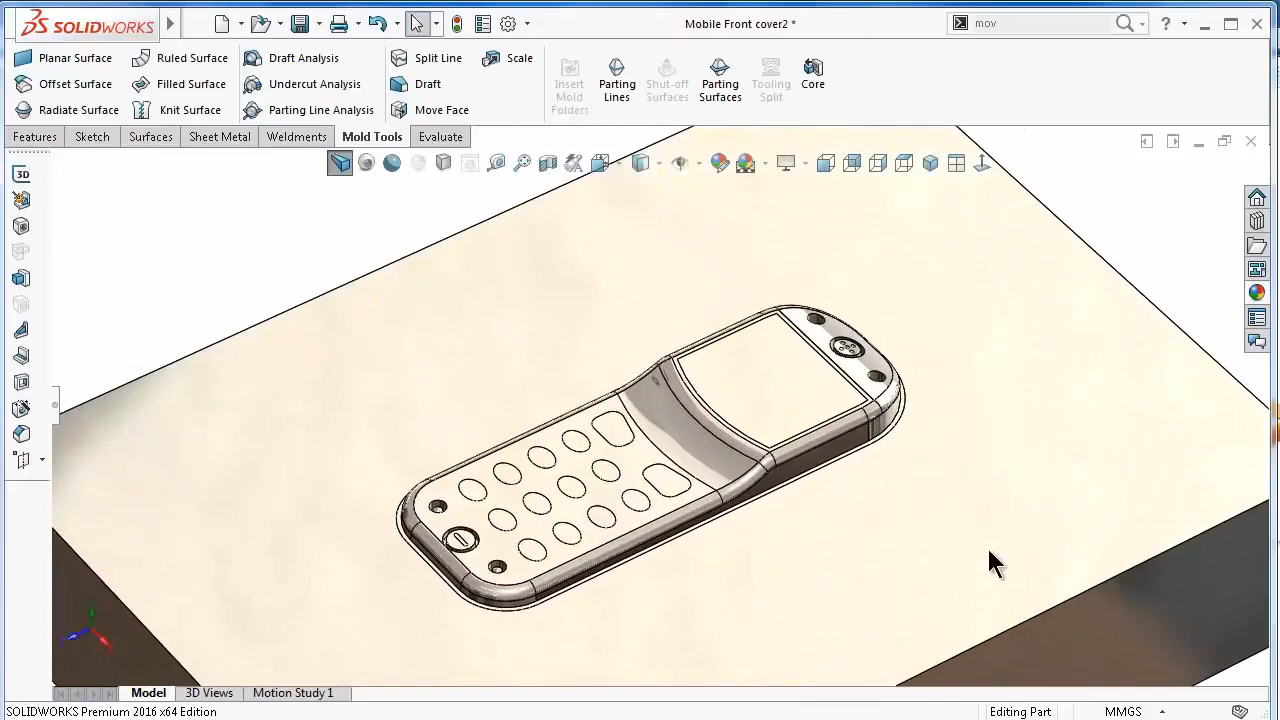 SOLIDWORKS
Mobile Front cover2 *
mov
?
Planar Surface
Ruled Surface
Draft Analysis
Split Line
Scale
Offset Surface
Filled Surface
Undercut Analysis
Draft
Radiate Surface
Knit Surface
Parting Line Analysis
Move Face
Insert
Mold
Folders
Parting
Lines
Shut-off
Surfaces
Parting
Surfaces
Tooling
Split
Core
Features
Sketch
Surfaces
Sheet Metal
Weldments
Mold Tools
Evaluate
3D
Model
3D Views
Motion Study 1
SOLIDWORKS Premium 2016 x64 Edition
Editing Part
MMGS